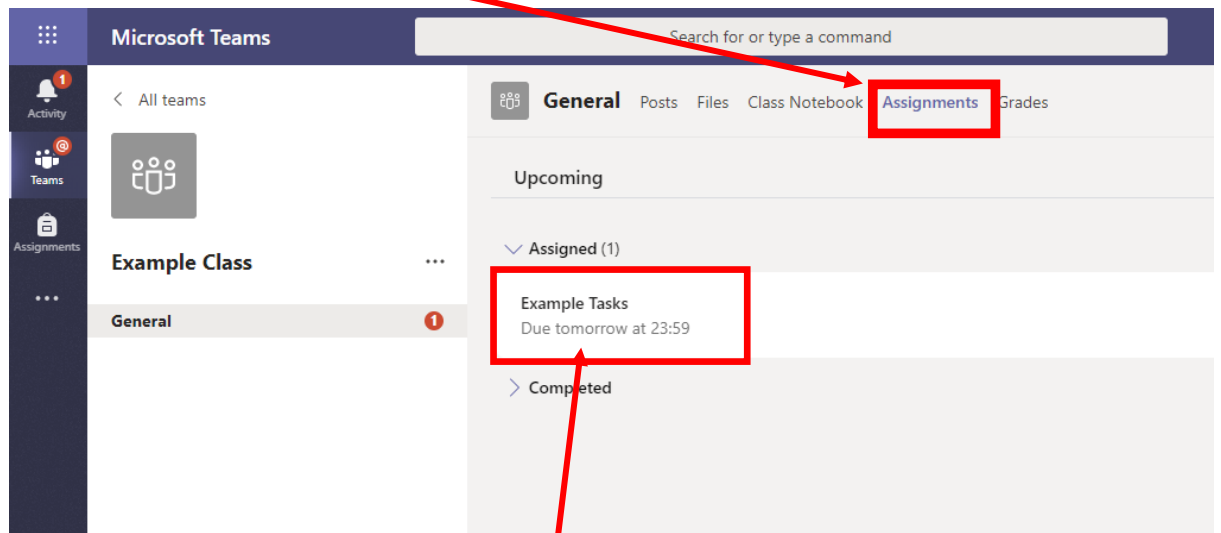 Microsoft Teams
Search for or type a command
1
Activity
@
Teams
Assignments
All teams
Example Class
General 1
General Posts Files Class Notebook Assignments Grades
Upcoming
Assigned (1)
Example Tasks
Due tomorrow at 23:59
Completed